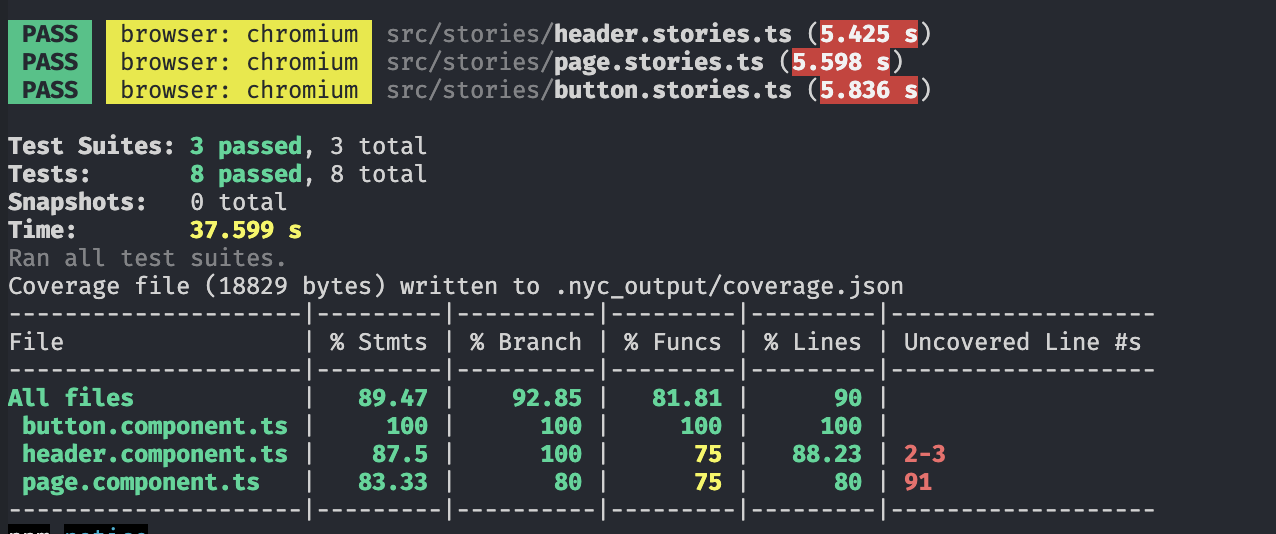 PASS browser: chromium src/stories/header.stories.ts (5.425 s)
PASS browser: chromium src/stories/page.stories.ts (5.598 s)
PASS browser: chromium src/stories/button.stories.ts (5.836 s)
Test Suites: 3 passed, 3 total
Tests: 8 passed, 8 total
Snapshots: 0 total
Time: 37.599 s
Ran all test suites.
Coverage file (18829 bytes) written to .nyc_output/coverage.json
---------------------|---------|----------|---------|---------|-------------------
File | % Stmts | % Branch | % Funcs | % Lines | Uncovered Line #s
---------------------|---------|----------|---------|---------|-------------------
All files | 89.47 | 92.85 | 81.81 | 90 |
button.component.ts | 100 | 100 | 100 | 100 |
header.component.ts | 87.5 | 100 | 75 | 88.23 | 2-3
page.component.ts | 83.33 | 80 | 75 | 80 | 91
---------------------|---------|----------|---------|---------|-------------------